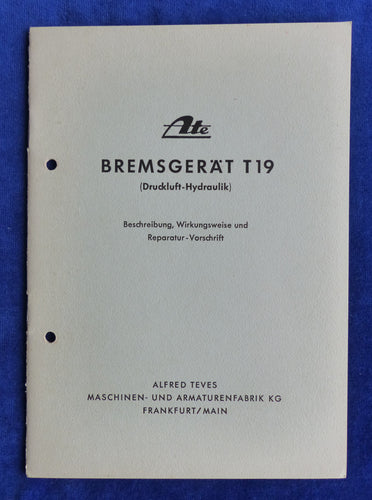 Ate
BREMSGERÄT T19
(Druckluft-Hydraulik)
Beschreibung, Wirkungsweise und
Reparatur-Vorschrift
ALFRED TEVES
MASCHINEN- UND ARMATURENFABRIK KG
FRANKFURT/MAIN